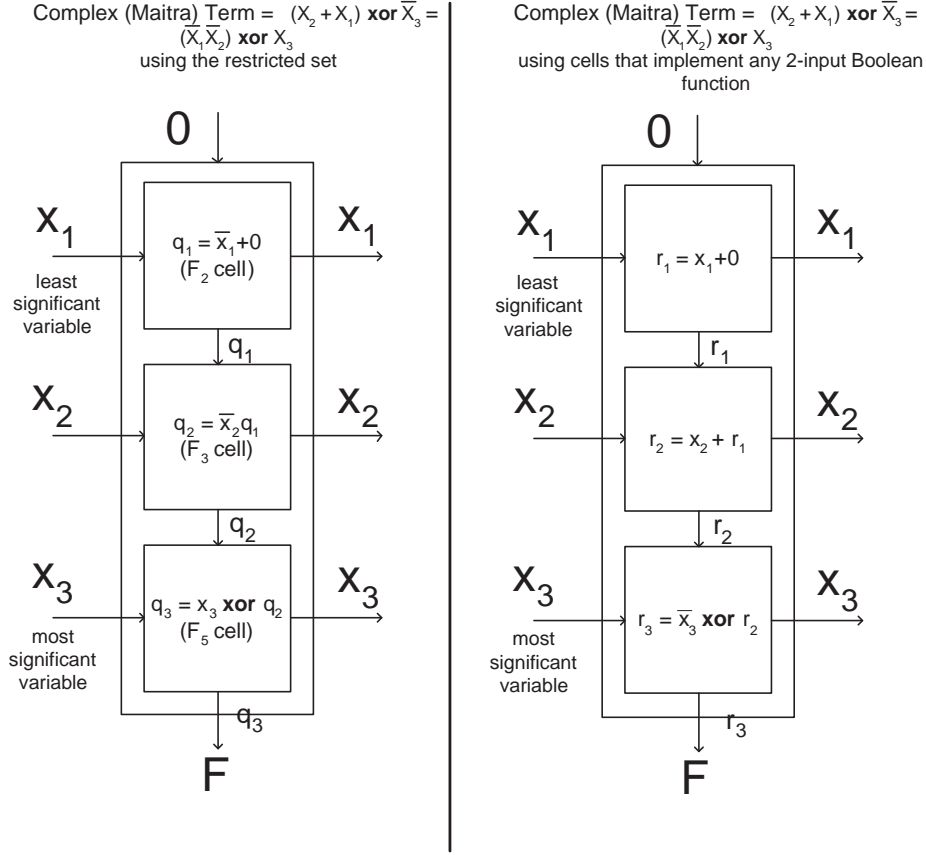 Complex (Maitra) Term = (X₂ + X₁) xor X̅₃ =
(X̅₁X̅₂) xor X₃
using the restricted set
0
x₁
x₁
q₁ = x̅₁+0
(F₂ cell)
least
significant
variable
q₁
x₂
x₂
q₂ = x̅₂q₁
(F₃ cell)
q₂
x₃
x₃
q₃ = x₃ xor q₂
(F₅ cell)
most
significant
variable
q₃
F
Complex (Maitra) Term = (X₂ + X₁) xor X̅₃ =
(X̅₁X̅₂) xor X₃
using cells that implement any 2-input Boolean
function
0
x₁
x₁
r₁ = x₁+0
least
significant
variable
r₁
x₂
x₂
r₂ = x₂ + r₁
r₂
x₃
x₃
r₃ = x̅₃ xor r₂
most
significant
variable
r₃
F